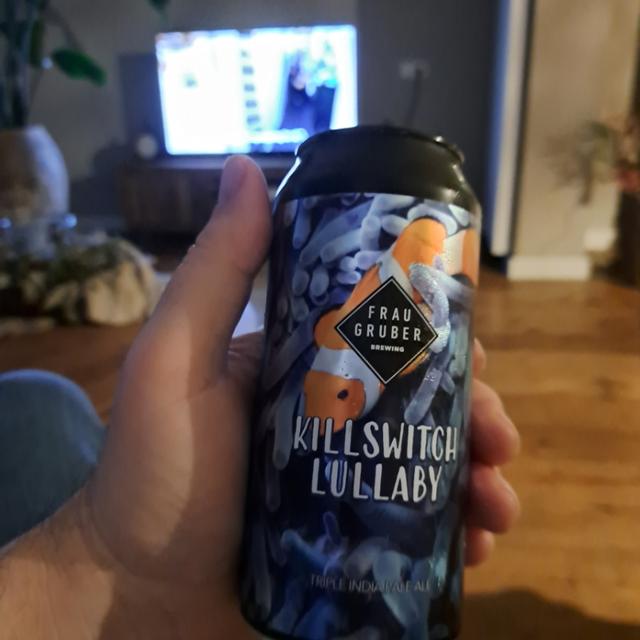 FRAU
GRUBER
BREWING
KILLSWITCH
LULLABY
TRIPLE INDIA PALE ALE